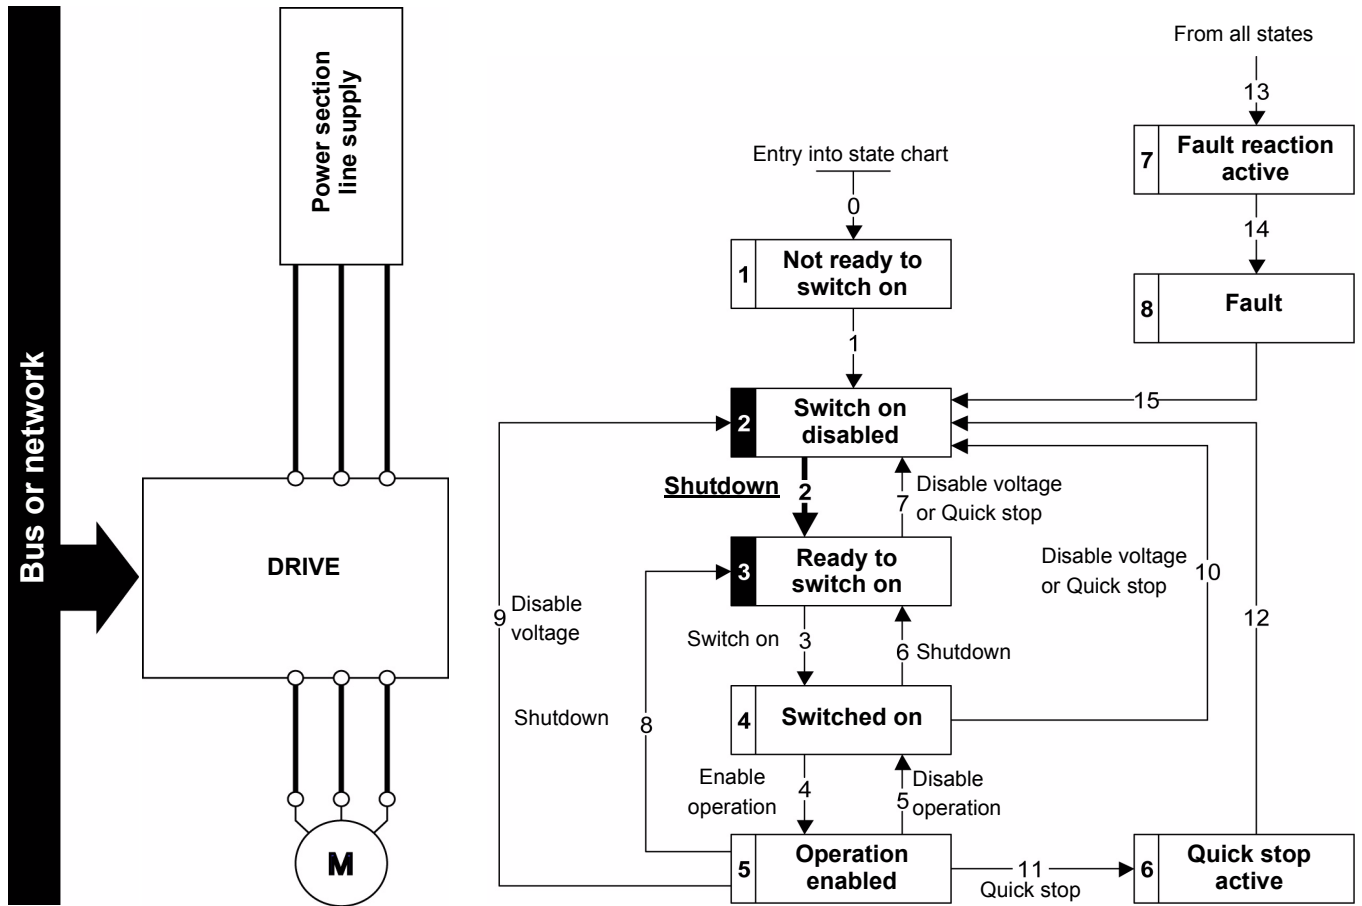 Bus or network
Power section
line supply
DRIVE
M
From all states
13
7
Fault reaction
active
14
8
Fault
15
Entry into state chart
0
1
Not ready to
switch on
1
2
Switch on
disabled
Shutdown
2
7
Disable voltage
or Quick stop
3
Ready to
switch on
Disable voltage
or Quick stop
10
12
9
Disable
voltage
Switch on
3
6
Shutdown
Shutdown
8
4
Switched on
Enable
operation
4
5
Disable
operation
5
Operation
enabled
11
Quick stop
6
Quick stop
active